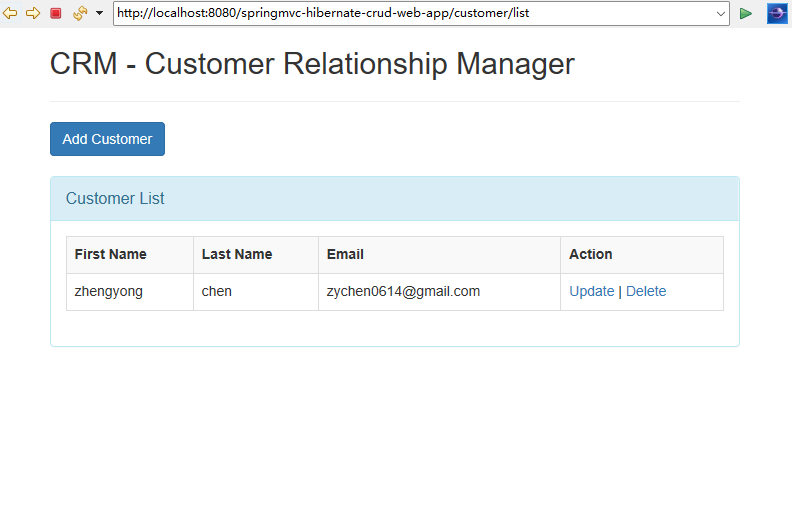 http://localhost:8080/springmvc-hibernate-crud-web-app/customer/list
CRM - Customer Relationship Manager
Add Customer
Customer List
First Name Last Name Email Action
zhengyong chen zychen0614@gmail.com Update | Delete